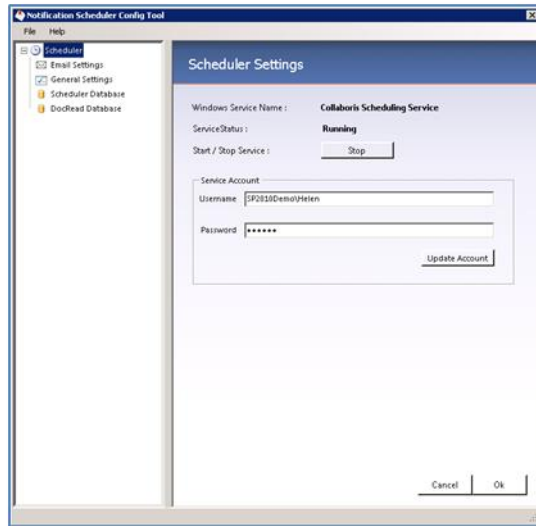 Notification Scheduler Config Tool
File Help
Scheduler
Email Settings
General Settings
Scheduler Database
DocRead Database
Scheduler Settings
Windows Service Name : Collaboris Scheduling Service
ServiceStatus : Running
Start / Stop Service : Stop
Service Account
Username SP2010Demo\Helen
Password ••••••
Update Account
Cancel Ok